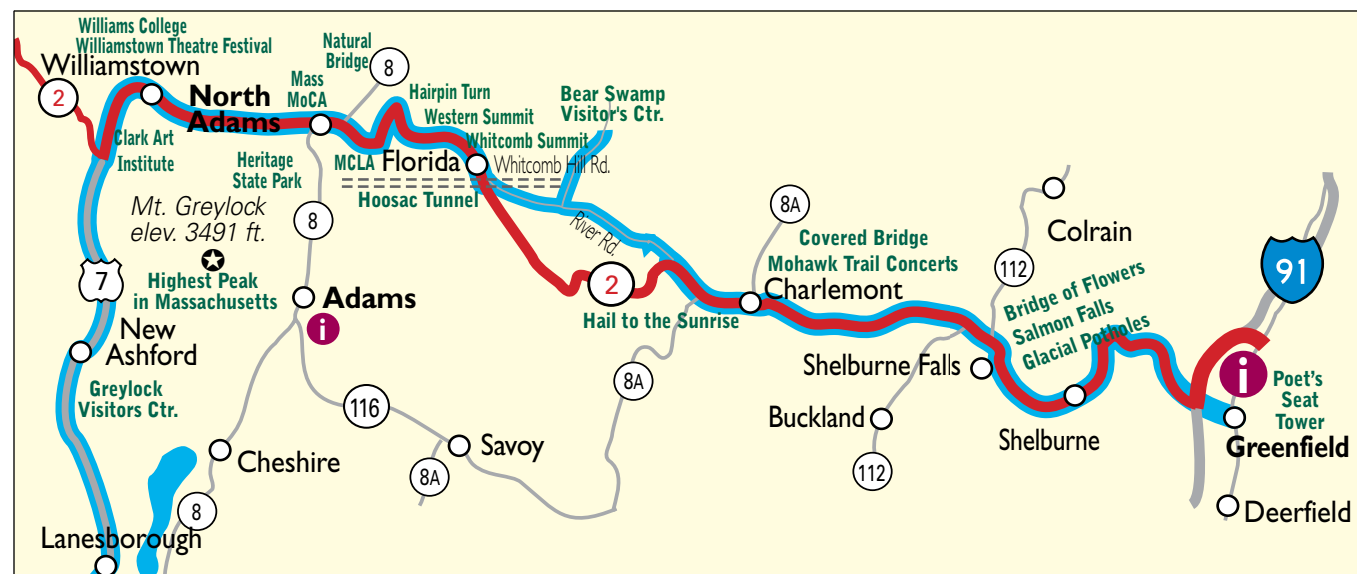 Williams College
Williamstown Theatre Festival
Williamstown
2
North
Adams
Clark Art
Institute
Natural
Bridge
8
Mass
MoCA
Hairpin Turn
Western Summit
Whitcomb Summit
Bear Swamp
Visitor's Ctr.
MCLA
Florida
Whitcomb Hill Rd.
Hoosac Tunnel
Heritage
State Park
8
Mt. Greylock
elev. 3491 ft.
Highest Peak
in Massachusetts
7
Adams
i
New
Ashford
Greylock
Visitors Ctr.
River Rd.
2
Hail to the Sunrise
8A
Covered Bridge
Mohawk Trail Concerts
Charlemont
Colrain
112
Bridge of Flowers
Salmon Falls
Glacial Potholes
91
i
Poet's
Seat
Tower
Greenfield
Shelburne Falls
Buckland
112
Shelburne
Deerfield
8A
116
Savoy
8A
Cheshire
8
Lanesborough